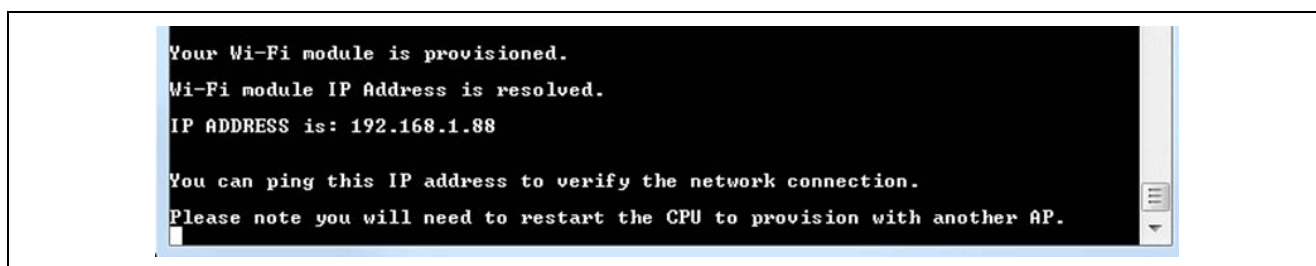 Your Wi-Fi module is provisioned.
Wi-Fi module IP Address is resolved.
IP ADDRESS is: 192.168.1.88
You can ping this IP address to verify the network connection.
Please note you will need to restart the CPU to provision with another AP.